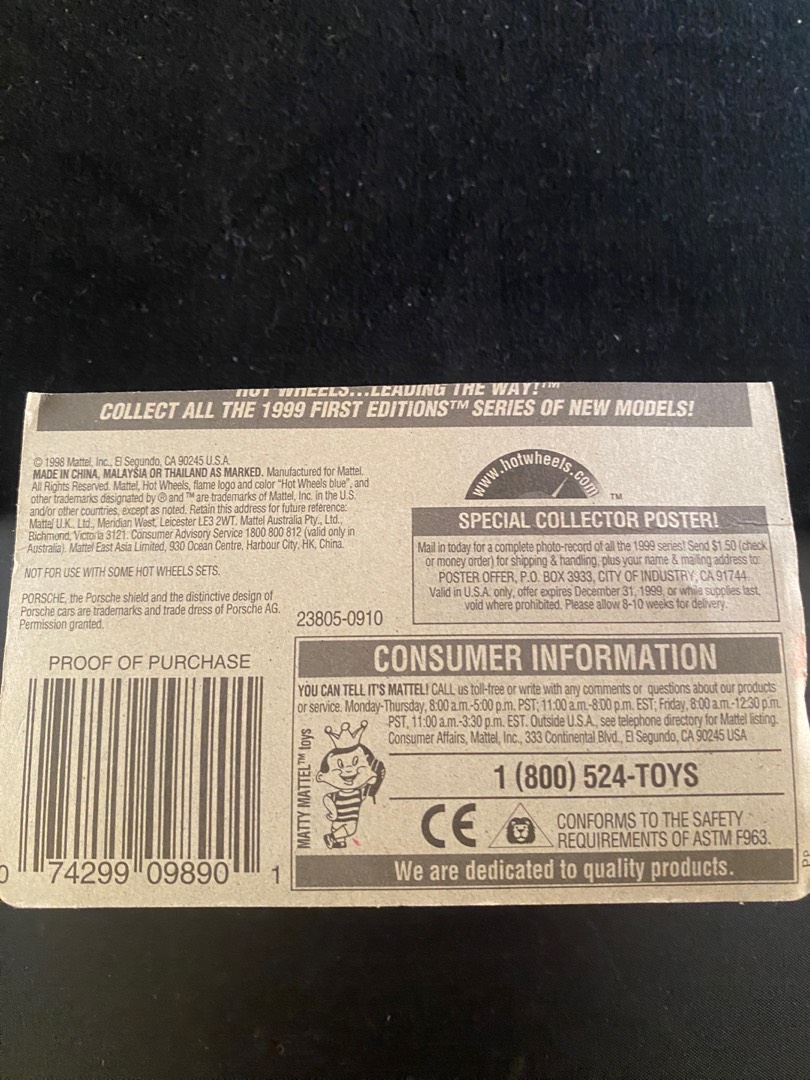 HOT WHEELS...LEADING THE WAY!™
COLLECT ALL THE 1999 FIRST EDITIONS™ SERIES OF NEW MODELS!
© 1998 Mattel, Inc., El Segundo, CA 90245 U.S.A.
MADE IN CHINA, MALAYSIA OR THAILAND AS MARKED. Manufactured for Mattel.
All Rights Reserved. Mattel, Hot Wheels, flame logo and color "Hot Wheels blue", and
other trademarks designated by ® and ™ are trademarks of Mattel, Inc. in the U.S.
and/or other countries, except as noted. Retain this address for future reference:
Mattel U.K., Ltd., Meridian West, Leicester LE3 2WT. Mattel Australia Pty., Ltd.,
Richmond, Victoria 3121. Consumer Advisory Service 1800 800 812 (valid only in
Australia). Mattel East Asia Limited, 930 Ocean Centre, Harbour City, HK, China.
NOT FOR USE WITH SOME HOT WHEELS SETS.
PORSCHE, the Porsche shield and the distinctive design of
Porsche cars are trademarks and trade dress of Porsche AG.
Permission granted.
23805-0910
www.hotwheels.com
TM
SPECIAL COLLECTOR POSTER!
Mail in today for a complete photo-record of all the 1999 series! Send $1.50 (check
or money order) for shipping & handling, plus your name & mailing address to:
POSTER OFFER, P.O. BOX 3933, CITY OF INDUSTRY, CA 91744.
Valid in U.S.A. only, offer expires December 31, 1999, or while supplies last,
void where prohibited. Please allow 8-10 weeks for delivery.
PROOF OF PURCHASE
0 74299 09890 1
CONSUMER INFORMATION
YOU CAN TELL IT'S MATTEL! CALL us toll-free or write with any comments or questions about our products
or service. Monday-Thursday, 8:00 a.m.-5:00 p.m. PST; 11:00 a.m.-8:00 p.m. EST; Friday, 8:00 a.m.-12:30 p.m.
PST, 11:00 a.m.-3:30 p.m. EST. Outside U.S.A., see telephone directory for Mattel listing.
Consumer Affairs, Mattel, Inc., 333 Continental Blvd., El Segundo, CA 90245 USA
MATTY MATTEL™ toys
1 (800) 524-TOYS
CE
CONFORMS TO THE SAFETY
REQUIREMENTS OF ASTM F963.
We are dedicated to quality products.
PP